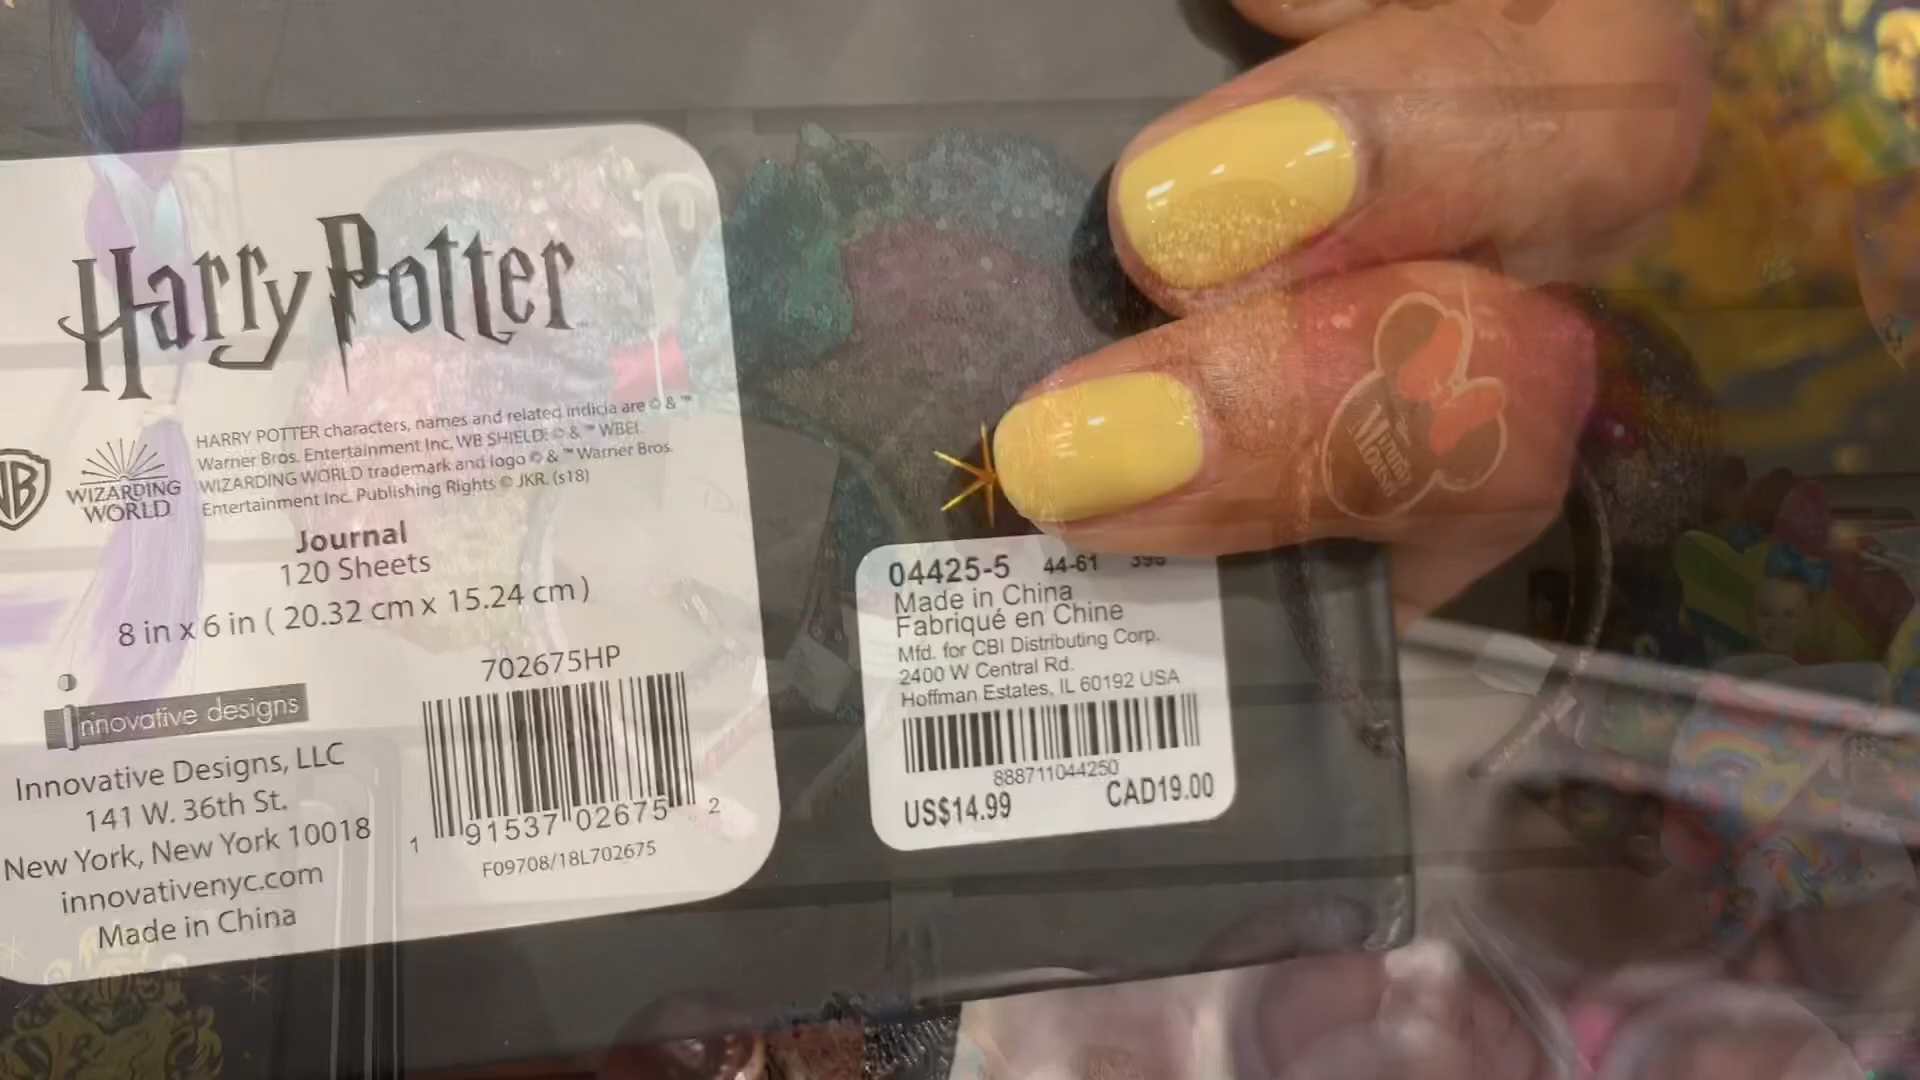 Harry Potter
HARRY POTTER characters, names and related indicia are © & ™
Warner Bros. Entertainment Inc. WB SHIELD: © & ™ WBEI.
WIZARDING WORLD trademark and logo © & ™ Warner Bros.
Entertainment Inc. Publishing Rights © JKR. (s18)
WB
WIZARDING
WORLD
Journal
120 Sheets
8 in x 6 in ( 20.32 cm x 15.24 cm )
innovative designs
Innovative Designs, LLC
141 W. 36th St.
New York, New York 10018
innovativenyc.com
Made in China
702675HP
1 91537 02675 2
F09708/18L702675
04425-5 44-61
Made in China
Fabriqué en Chine
Mfd. for CBI Distributing Corp.
2400 W Central Rd.
Hoffman Estates, IL 60192 USA
888711044250
US$14.99 CAD19.00
Disney
Minnie
Mouse